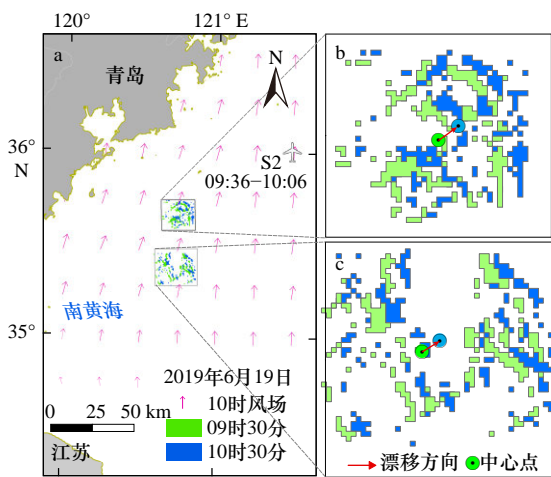 120°
121° E
a
青岛
N
36°
N
S2
09:36-10:06
南黄海
35°
2019年6月19日
0 25 50 km
10时风场
09时30分
10时30分
江苏
b
c
漂移方向 中心点